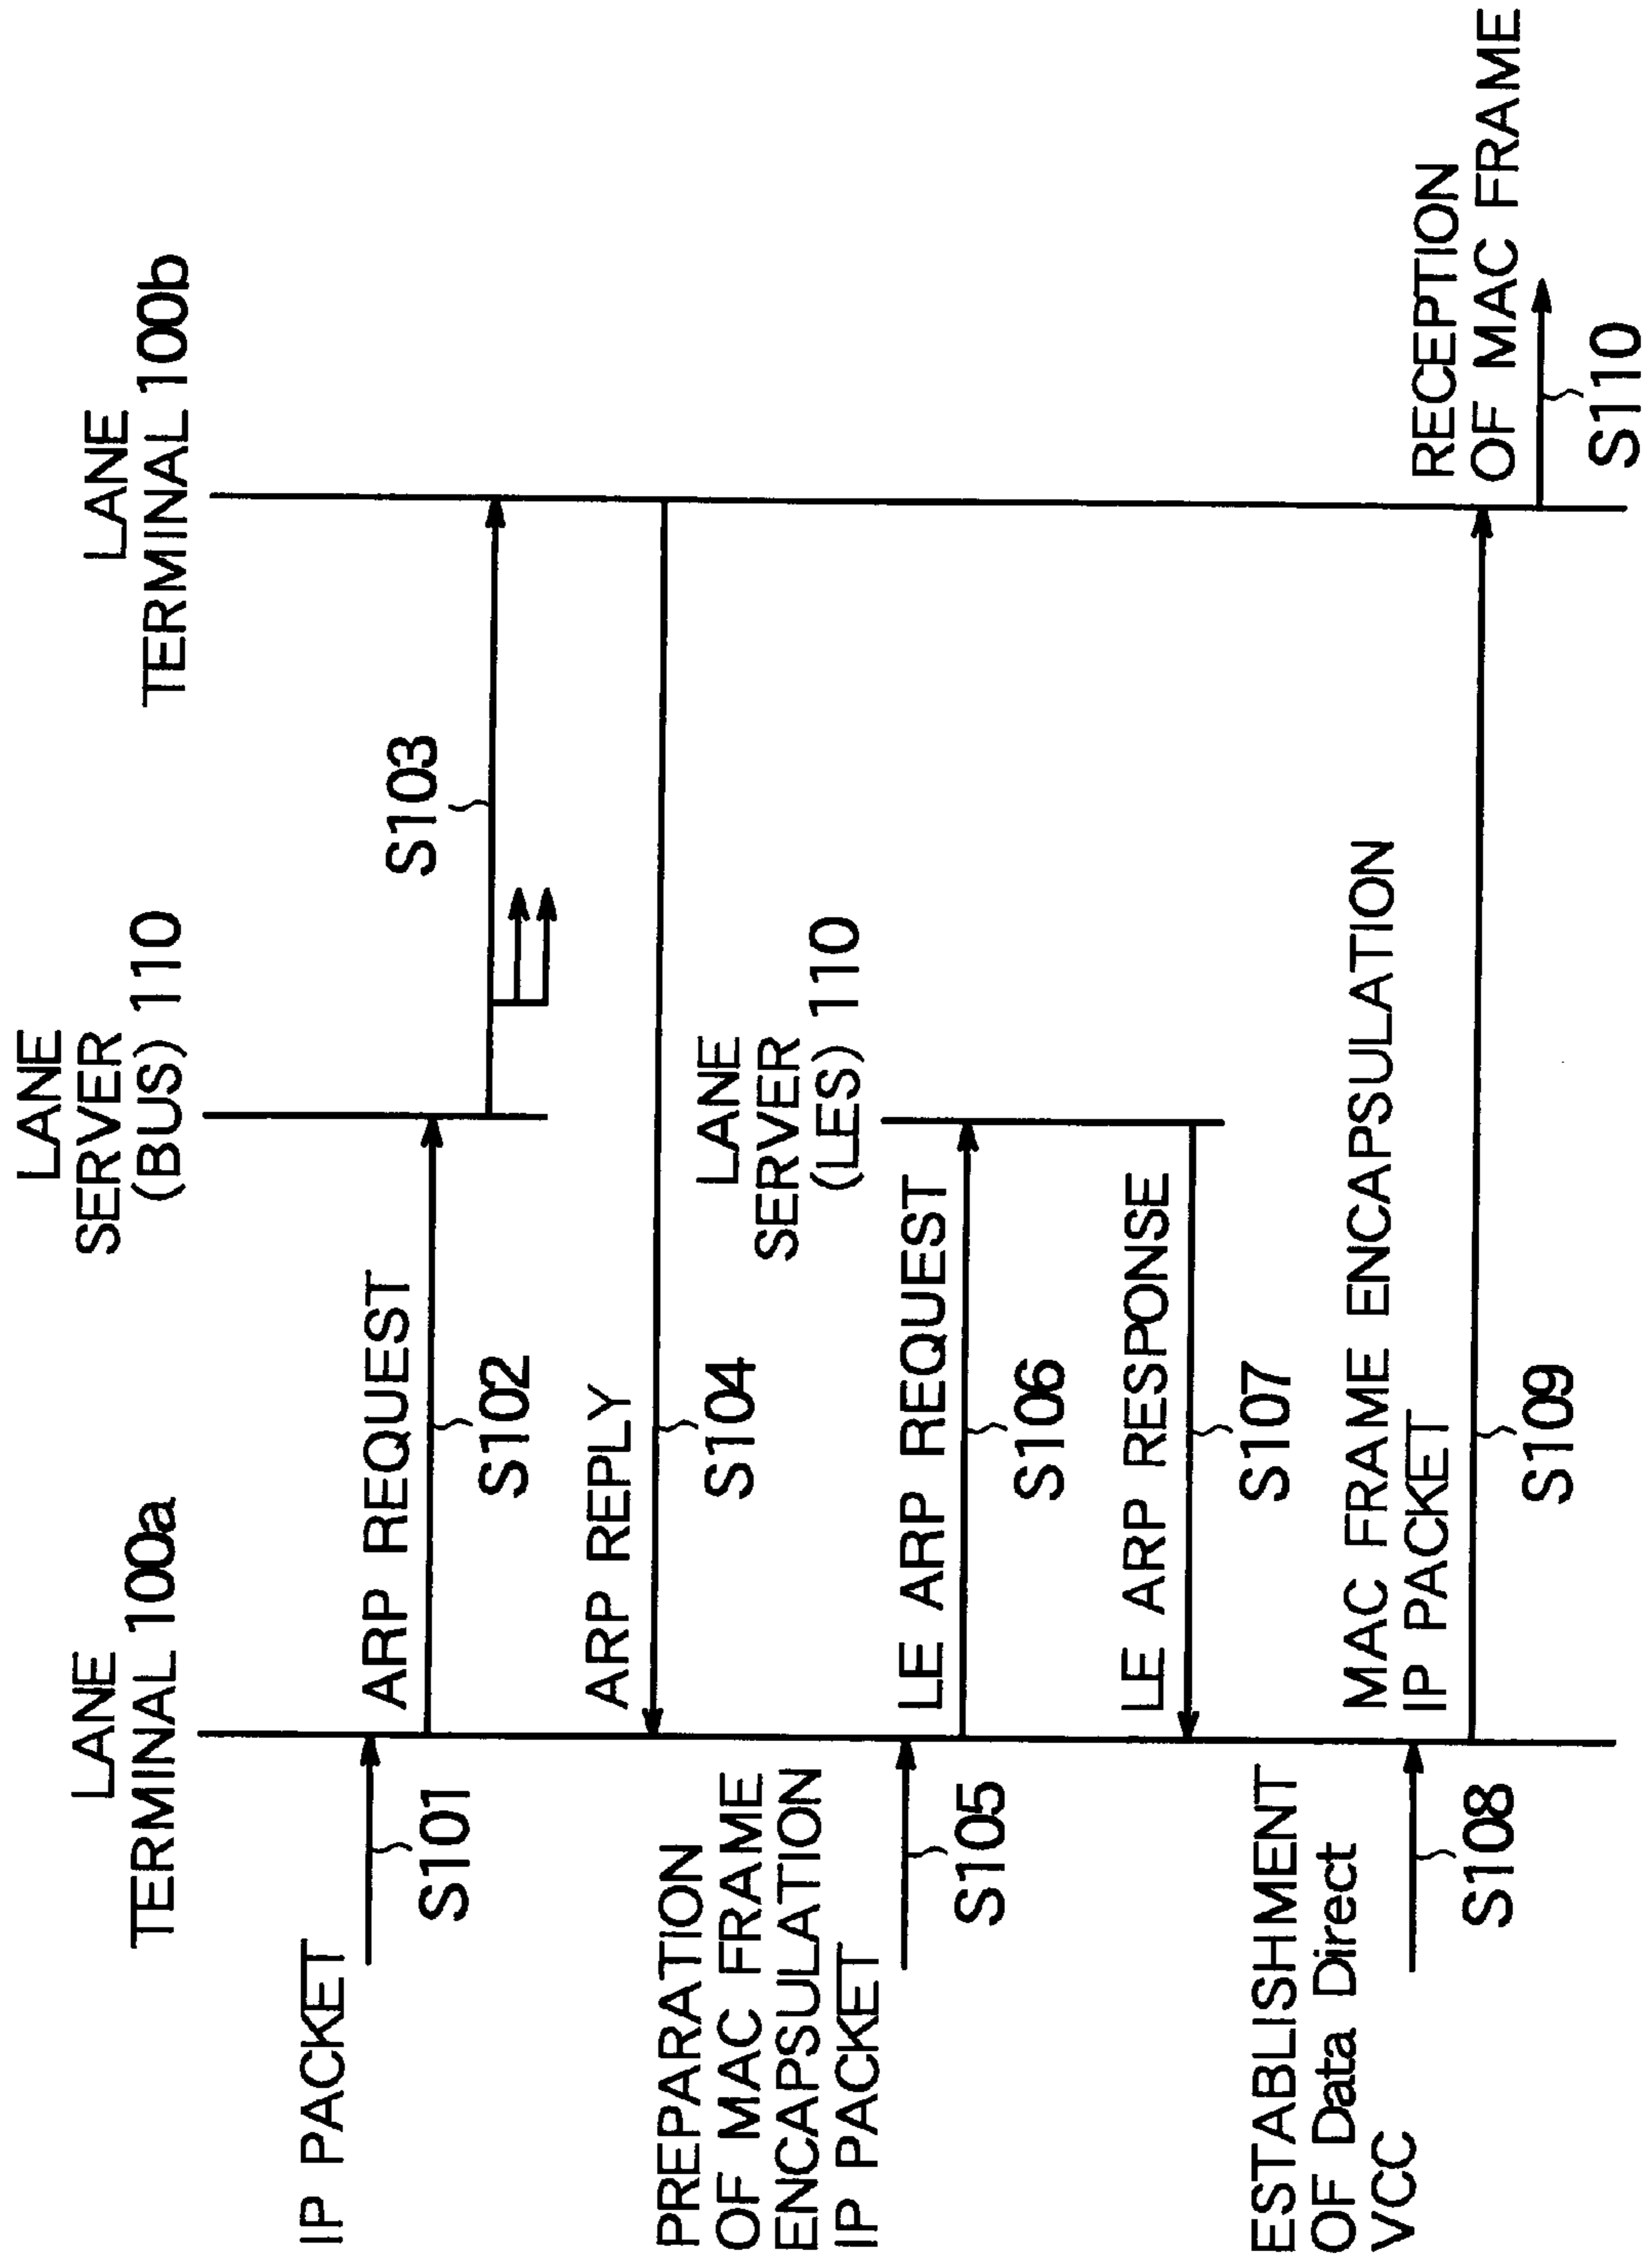 LANE
TERMINAL 100a
LANE
SERVER
(BUS) 110
LANE
TERMINAL 100b
IP PACKET
S101
ARP REQUEST
S102
S103
ARP REPLY
S104
PREPARATION
OF MAC FRAME
ENCAPSULATION
IP PACKET
S105
LANE
SERVER
(LES) 110
LE ARP REQUEST
S106
LE ARP RESPONSE
S107
ESTABLISHMENT
OF Data Direct
VCC
S108
MAC FRAME ENCAPSULATION
IP PACKET
S109
RECEPTION
OF MAC FRAME
S110